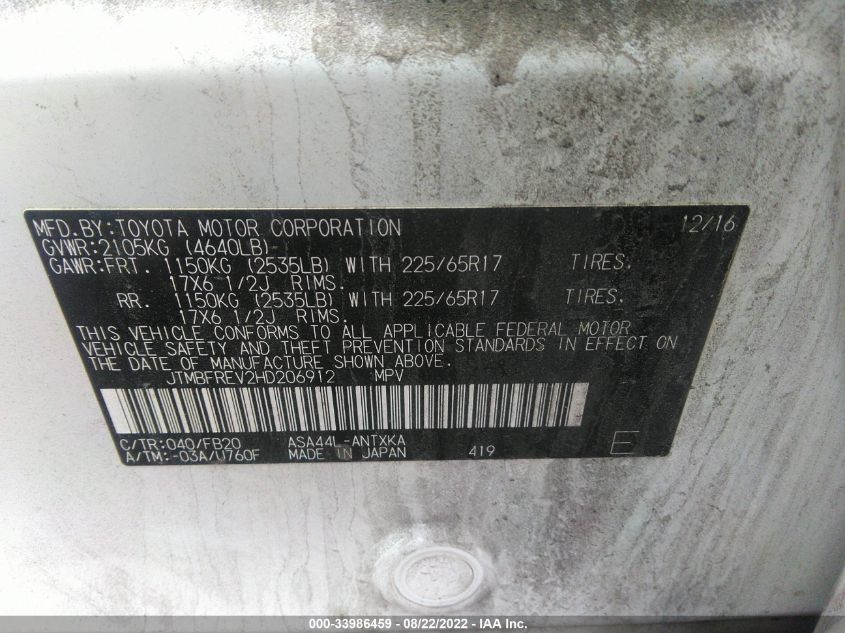 MFD.BY:TOYOTA MOTOR CORPORATION 12/16
GVWR:2105KG (4640LB)
GAWR:FRT. 1150KG (2535LB) WITH 225/65R17 TIRES.
17X6 1/2J RIMS.
RR. 1150KG (2535LB) WITH 225/65R17 TIRES.
17X6 1/2J RIMS.
THIS VEHICLE CONFORMS TO ALL APPLICABLE FEDERAL MOTOR
VEHICLE SAFETY AND THEFT PREVENTION STANDARDS IN EFFECT ON
THE DATE OF MANUFACTURE SHOWN ABOVE.
JTMBFREV2HD206912 MPV
C/TR:040/FB20 ASA44L-ANTXKA
A/TM:-03A/U760F MADE IN JAPAN 419 E
000-33986459 - 08/22/2022 - © IAA Inc.